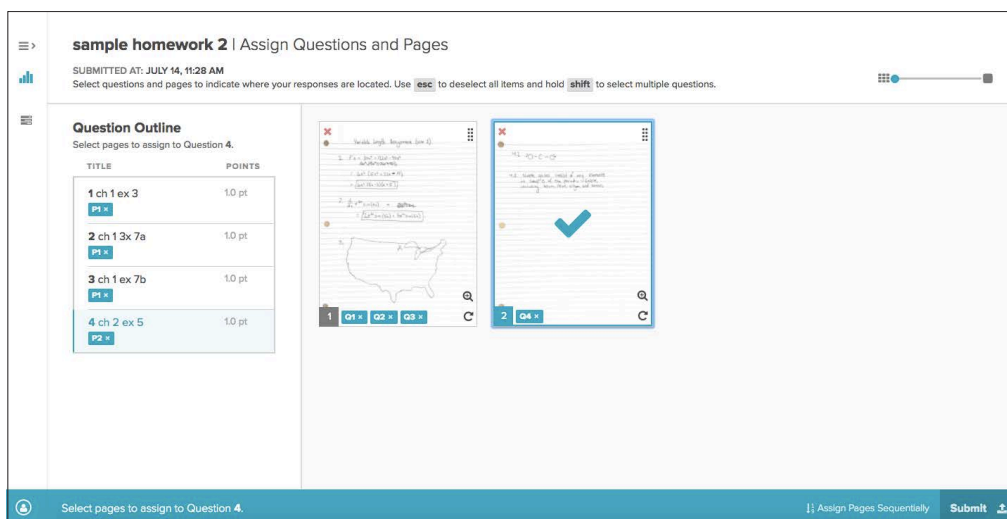 sample homework 2 | Assign Questions and Pages
SUBMITTED AT: JULY 14, 11:28 AM
Select questions and pages to indicate where your responses are located. Use esc to deselect all items and hold shift to select multiple questions.
Question Outline
Select pages to assign to Question 4.
TITLE POINTS
1 ch 1 ex 3 1.0 pt
P1 ×
2 ch 1 3x 7a 1.0 pt
P1 ×
3 ch 1 ex 7b 1.0 pt
P1 ×
4 ch 2 ex 5 1.0 pt
P2 ×
Variable Length Assignment
1 Q1 × Q2 × Q3 ×
2 Q4 ×
Select pages to assign to Question 4.
Assign Pages Sequentially Submit